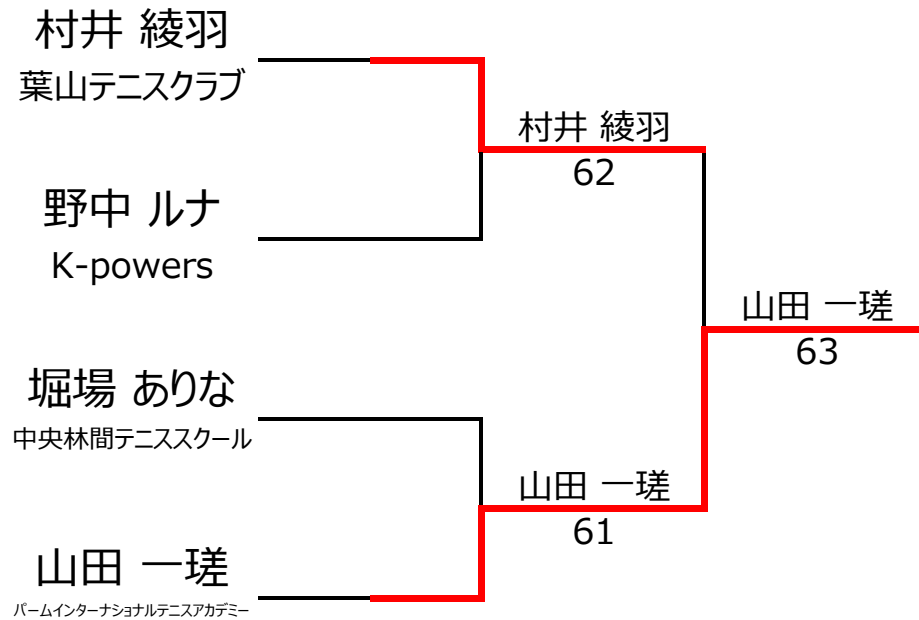 村井 綾羽
葉山テニスクラブ
村井 綾羽
62
野中 ルナ
K-powers
山田 一瑳
63
堀場 ありな
中央林間テニススクール
山田 一瑳
61
山田 一瑳
パームインターナショナルテニスアカデミー